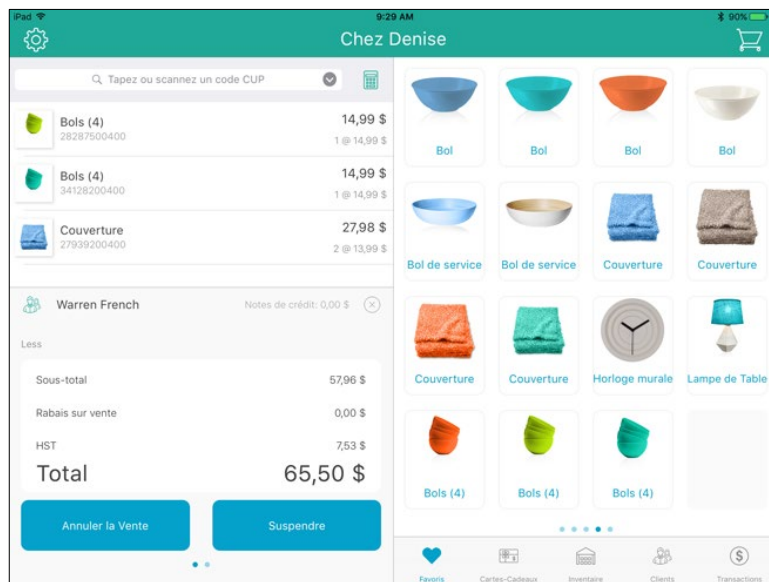 iPad 9:29 AM 90%
Chez Denise
Tapez ou scannez un code CUP
Bols (4) 14,99 $
28287500400 1 @ 14,99 $
Bols (4) 14,99 $
34128200400 1 @ 14,99 $
Couverture 27,98 $
27939200400 2 @ 13,99 $
Warren French Notes de crédit: 0,00 $
Less
Sous-total 57,96 $
Rabais sur vente 0,00 $
HST 7,53 $
Total 65,50 $
Annuler la Vente Suspendre
Bol Bol Bol Bol
Bol de service Bol de service Couverture Couverture
Couverture Couverture Horloge murale Lampe de Table
Bols (4) Bols (4) Bols (4)
Favoris Cartes-Cadeaux Inventaire Clients Transactions